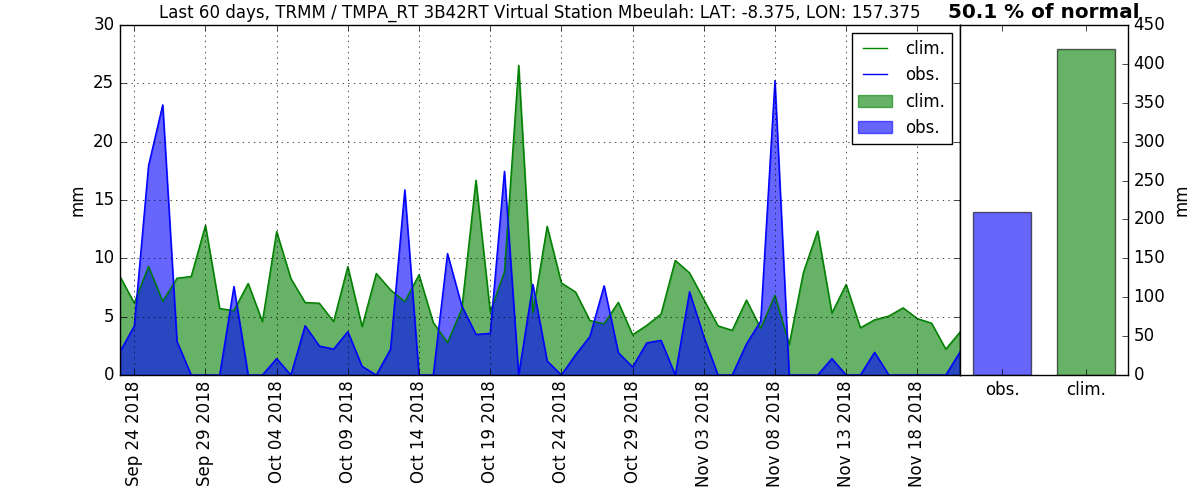 Last 60 days, TRMM / TMPA_RT 3B42RT Virtual Station Mbeulah: LAT: -8.375, LON: 157.375
50.1 % of normal
30
25
20
15
10
5
0
mm
clim.
obs.
clim.
obs.
450
400
350
300
250
200
150
100
50
0
mm
obs.
clim.
Sep 24 2018
Sep 29 2018
Oct 04 2018
Oct 09 2018
Oct 14 2018
Oct 19 2018
Oct 24 2018
Oct 29 2018
Nov 03 2018
Nov 08 2018
Nov 13 2018
Nov 18 2018